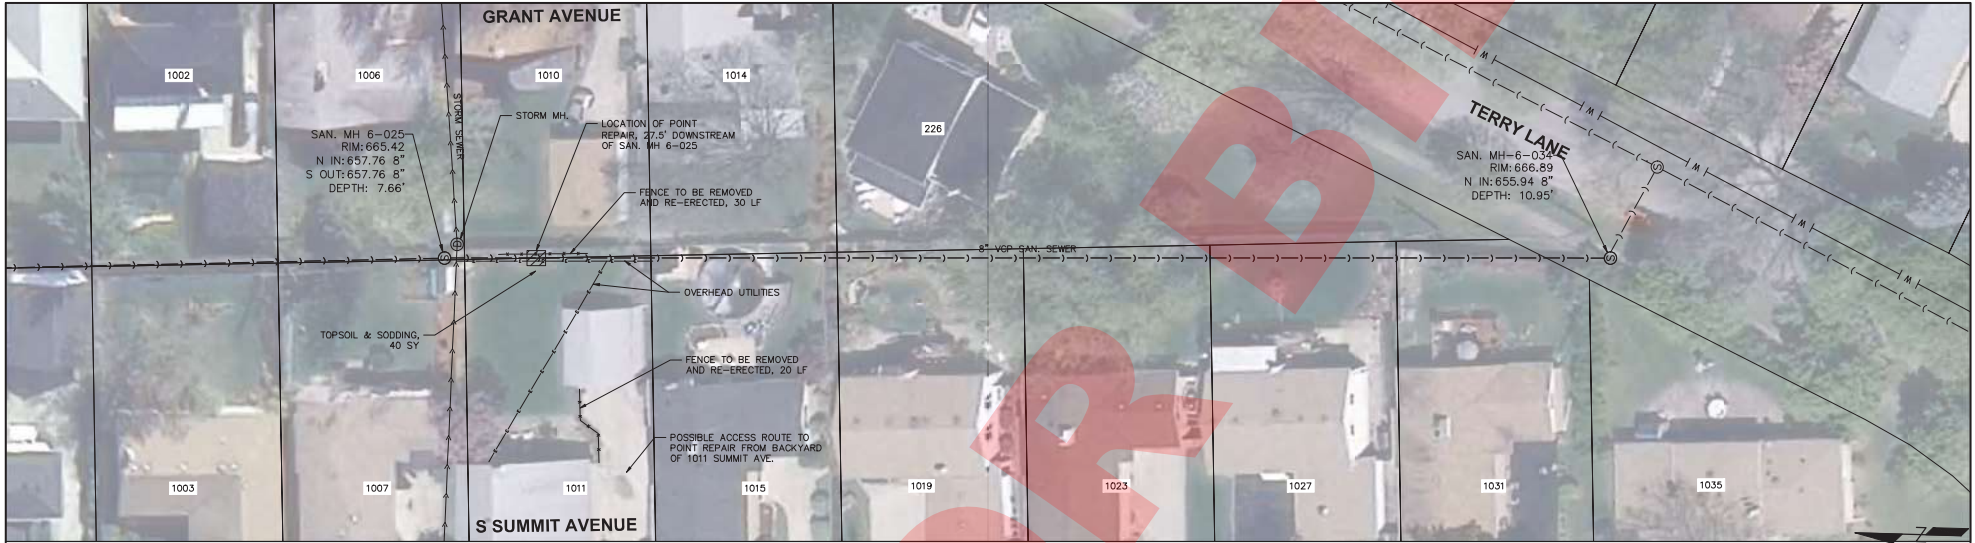 GRANT AVENUE
1002
1006
1010
1014
226
STORM SEWER
STORM MH.
SAN. MH 6-025
RIM:665.42
N IN:657.76 8"
S OUT:657.76 8"
DEPTH: 7.66'
LOCATION OF POINT
REPAIR, 27.5' DOWNSTREAM
OF SAN. MH 6-025
FENCE TO BE REMOVED
AND RE-ERECTED, 30 LF
TERRY LANE
W
W
W
W
W
SAN. MH-6-034
RIM:666.89
N IN:655.94 8"
DEPTH: 10.95'
S
S
S
D
8" VCP SAN. SEWER
OVERHEAD UTILITIES
TOPSOIL & SODDING,
40 SY
FENCE TO BE REMOVED
AND RE-ERECTED, 20 LF
POSSIBLE ACCESS ROUTE TO
POINT REPAIR FROM BACKYARD
OF 1011 SUMMIT AVE.
1003
1007
1011
1015
1019
1023
1027
1031
1035
S SUMMIT AVENUE
OR BI
Z